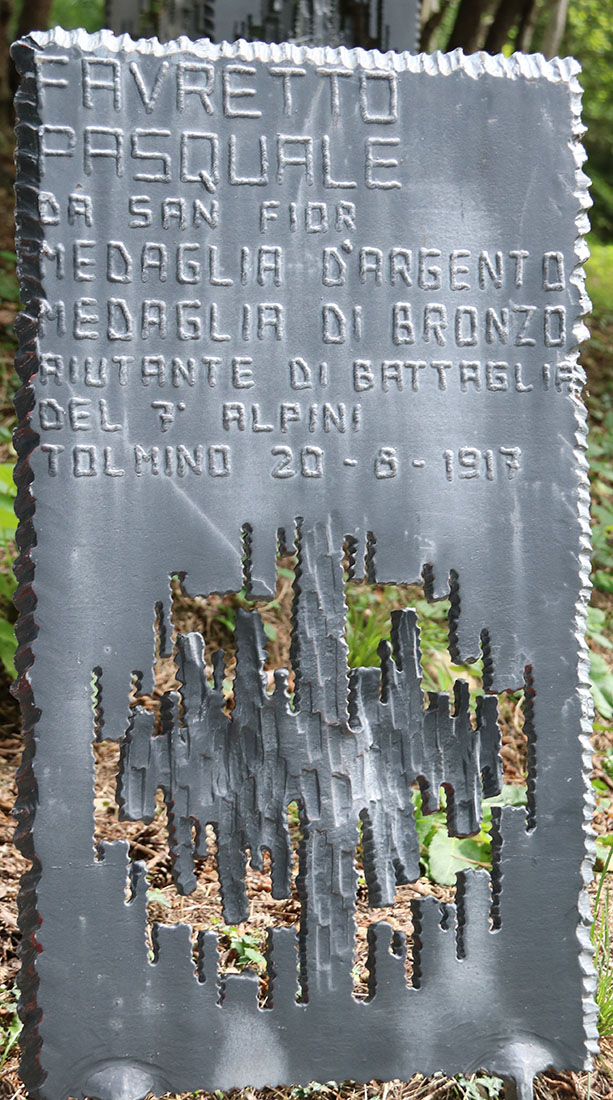 FAVRETTO
PASQUALE
DA SAN FIOR
MEDAGLIA D'ARGENTO
MEDAGLIA DI BRONZO
AIUTANTE DI BATTAGLIA
DEL 7° ALPINI
TOLMINO 20-6-1917